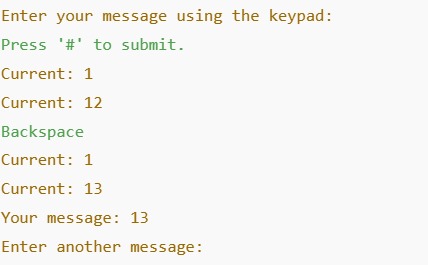 Enter your message using the keypad:
Press '#' to submit.
Current: 1
Current: 12
Backspace
Current: 1
Current: 13
Your message: 13
Enter another message: